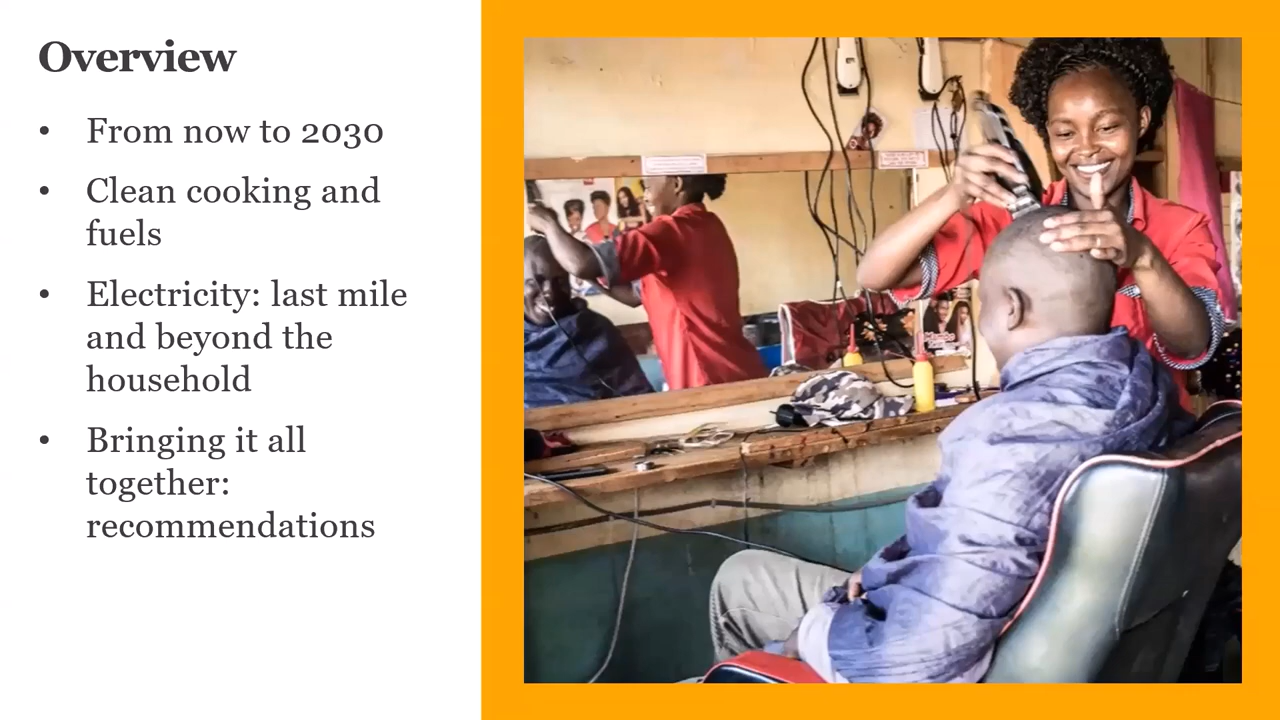 Overview
• From now to 2030
• Clean cooking and
fuels
• Electricity: last mile
and beyond the
household
• Bringing it all
together:
recommendations